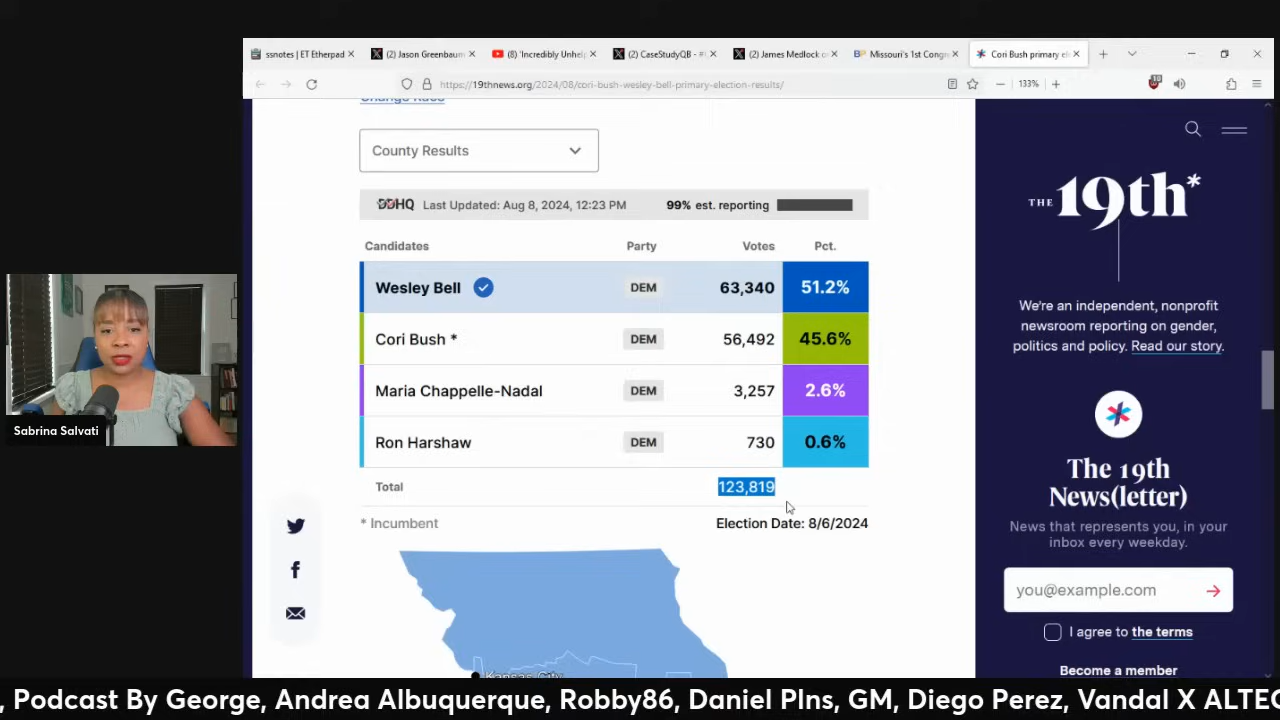 ssnotes | ET Etherpad
(2) Jason Greenbaum
(8) 'Incredibly Unhel
(2) CaseStudyQB - #
(2) James Medlock o
BP Missouri's 1st Congr
Cori Bush primary el
https://19thnews.org/2024/08/cori-bush-wesley-bell-primary-election-results/
133%
Change Race
County Results
DDHQ Last Updated: Aug 8, 2024, 12:23 PM 99% est. reporting
Candidates Party Votes Pct.
Wesley Bell DEM 63,340 51.2%
Cori Bush * DEM 56,492 45.6%
Maria Chappelle-Nadal DEM 3,257 2.6%
Ron Harshaw DEM 730 0.6%
Total 123,819
* Incumbent Election Date: 8/6/2024
Kansas City
THE 19th*
We're an independent, nonprofit
newsroom reporting on gender,
politics and policy. Read our story.
The 19th
News(letter)
News that represents you, in your
inbox every weekday.
you@example.com
I agree to the terms
Become a member
Sabrina Salvati
, Podcast By George, Andrea Albuquerque, Robby86, Daniel Plns, GM, Diego Perez, Vandal X ALTEC